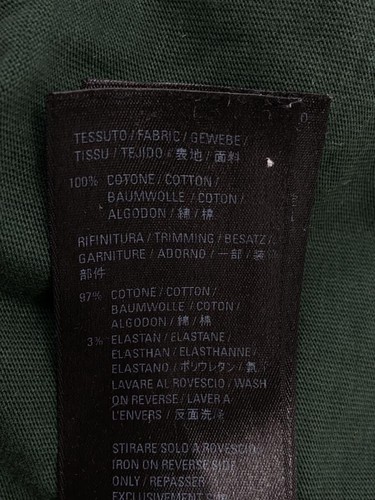 TESSUTO / FABRIC / GEWEBE /
TISSU / TEJIDO / 表地 / 面料
100% COTONE / COTTON /
BAUMWOLLE / COTON /
ALGODON / 綿 / 棉
RIFINITURA / TRIMMING / BESATZ /
GARNITURE / ADORNO / 一部 / 装
部件
97% COTONE / COTTON /
BAUMWOLLE / COTON /
ALGODON / 綿 / 棉
3% ELASTAN / ELASTANE /
ELASTHAN / ELASTHANNE /
ELASTANO / ポリウレタン / 氨
LAVARE AL ROVESCIO / WASH
ON REVERSE / LAVER A
L'ENVERS / 反面洗
STIRARE SOLO A ROVESCIO
IRON ON REVERSE SIDE
ONLY / REPASSER
EXCLUSIVEMENT SUR